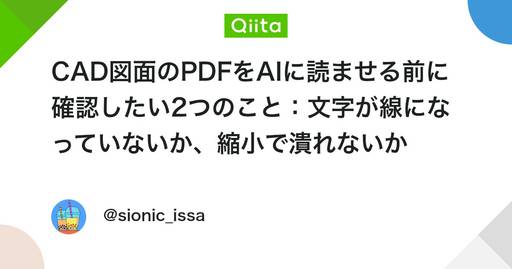 Qiita
CAD図面のPDFをAIに読ませる前に
確認したい2つのこと：文字が線にな
っていないか、縮小で潰れないか
@sionic_issa